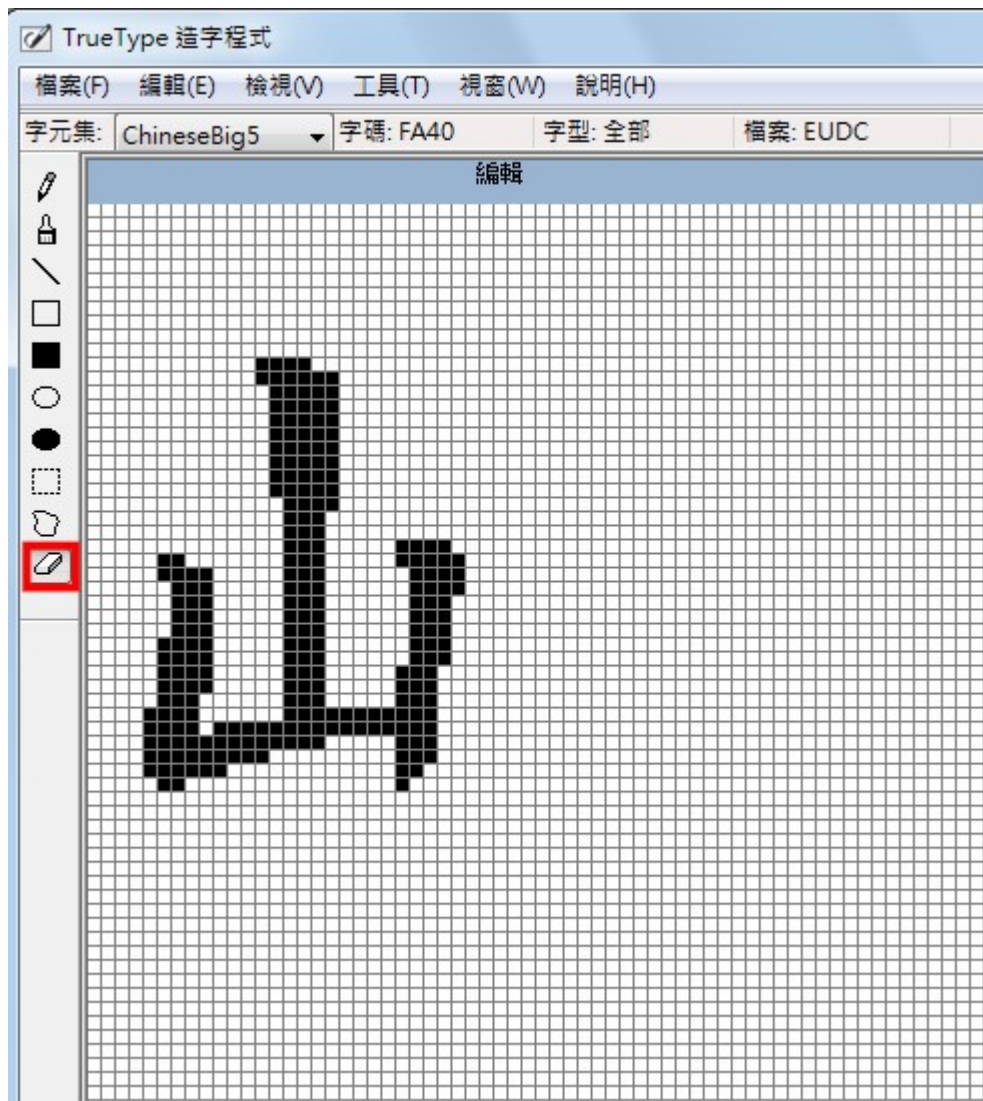 TrueType 造字程式
檔案(F) 編輯(E) 檢視(V) 工具(T) 視窗(W) 說明(H)
字元集: ChineseBig5 字碼: FA40 字型: 全部 檔案: EUDC
編輯
山